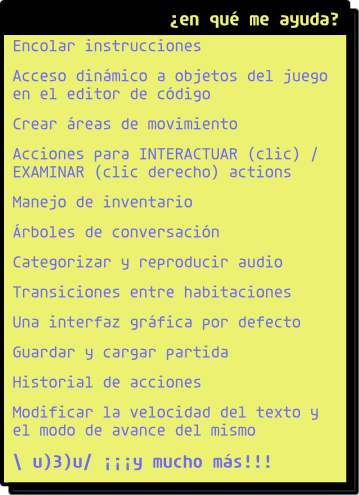 ¿en qué me ayuda?
Encolar instrucciones
Acceso dinámico a objetos del juego
en el editor de código
Crear áreas de movimiento
Acciones para INTERACTUAR (clic) /
EXAMINAR (clic derecho) actions
Manejo de inventario
Árboles de conversación
Categorizar y reproducir audio
Transiciones entre habitaciones
Una interfaz gráfica por defecto
Guardar y cargar partida
Historial de acciones
Modificar la velocidad del texto y
el modo de avance del mismo
\ u)3)u/ ¡¡¡y mucho más!!!